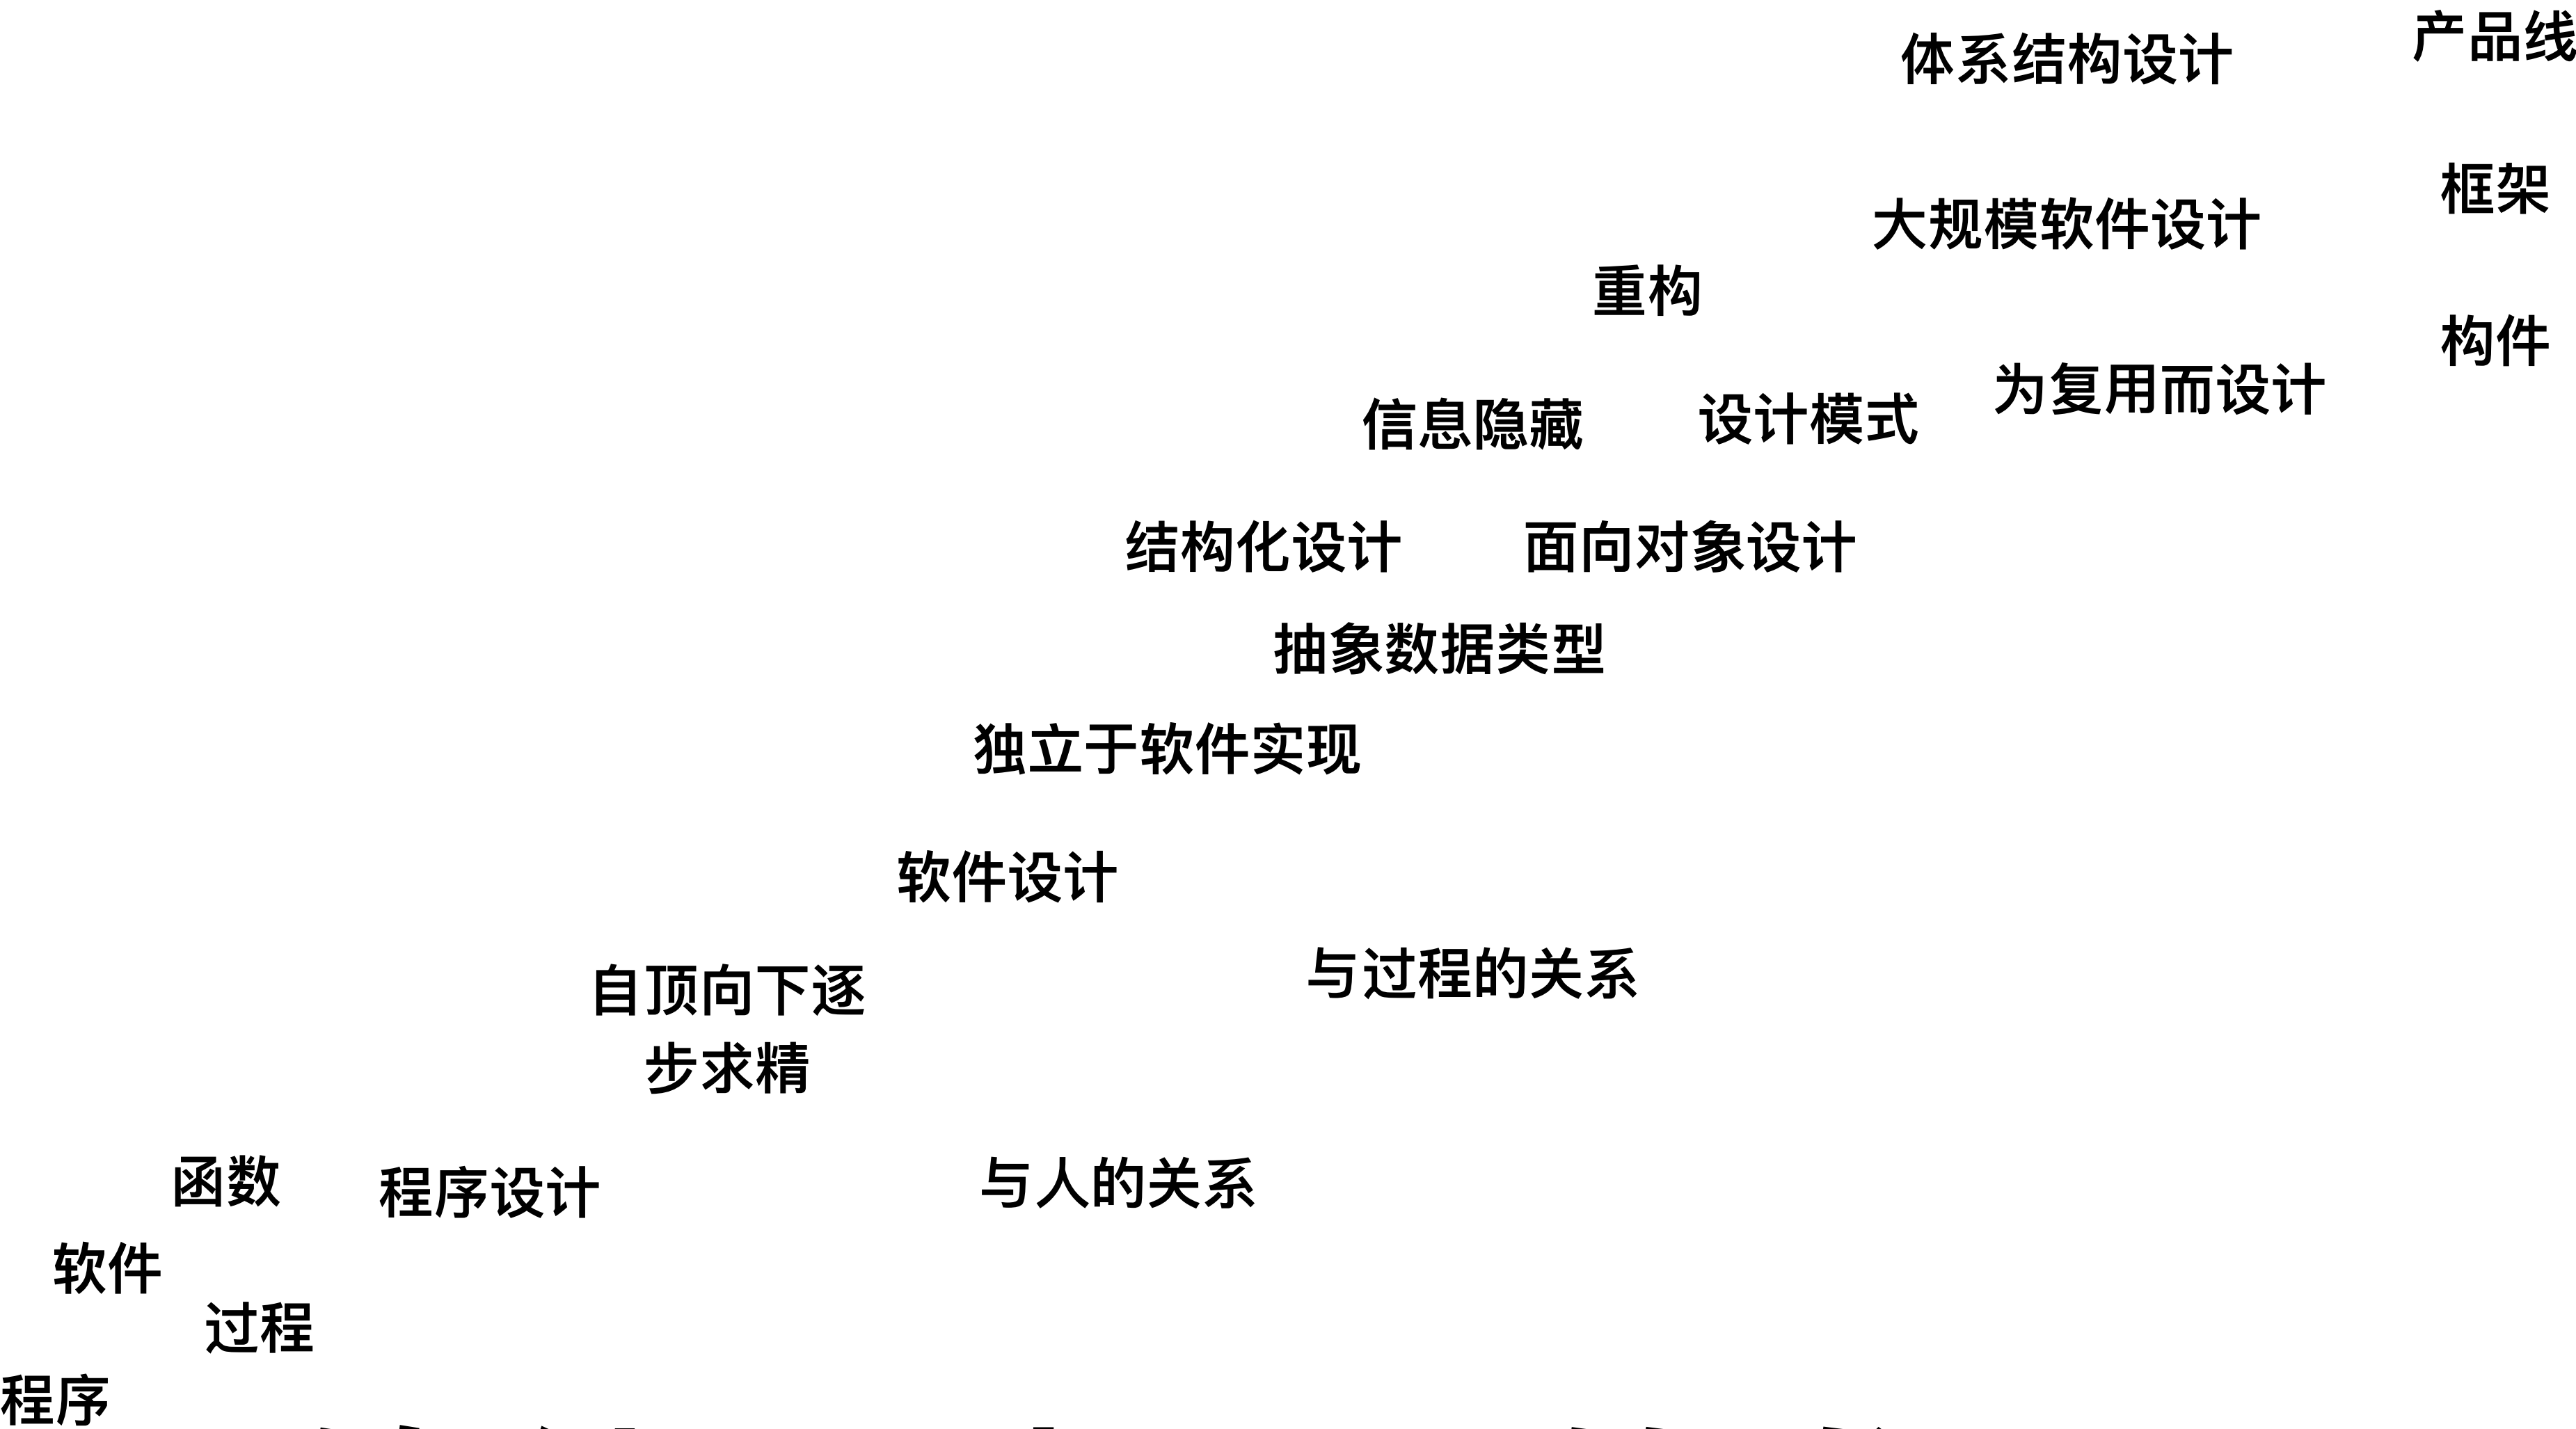 产品线
体系结构设计
框架
大规模软件设计
重构
构件
为复用而设计
设计模式
信息隐藏
结构化设计
面向对象设计
抽象数据类型
独立于软件实现
软件设计
与过程的关系
自顶向下逐
步求精
函数
程序设计
与人的关系
软件
过程
程序